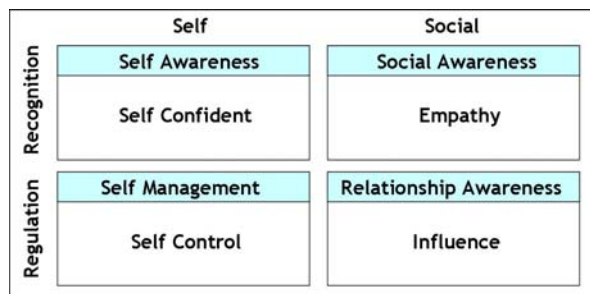 Self Social
Recognition
Self Awareness Social Awareness
Self Confident Empathy
Regulation
Self Management Relationship Awareness
Self Control Influence